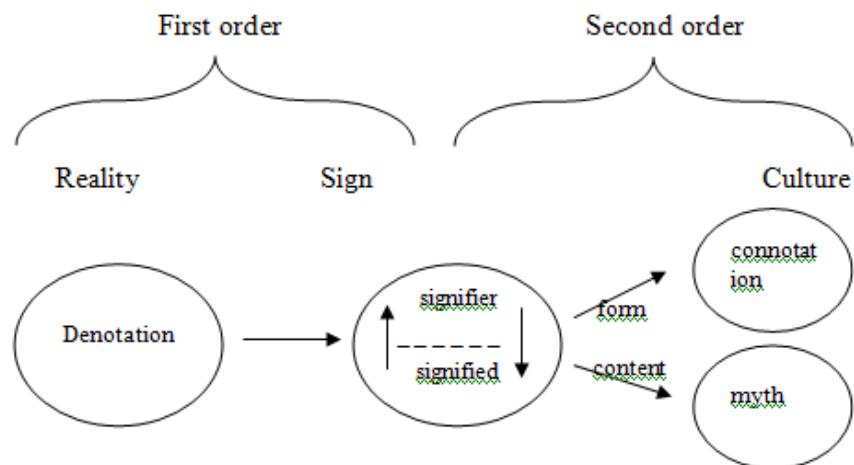 First order Second order
Reality Sign Culture
connotat
ion
signifier
form
Denotation
_ _ _ _ _ _
signified
content
myth